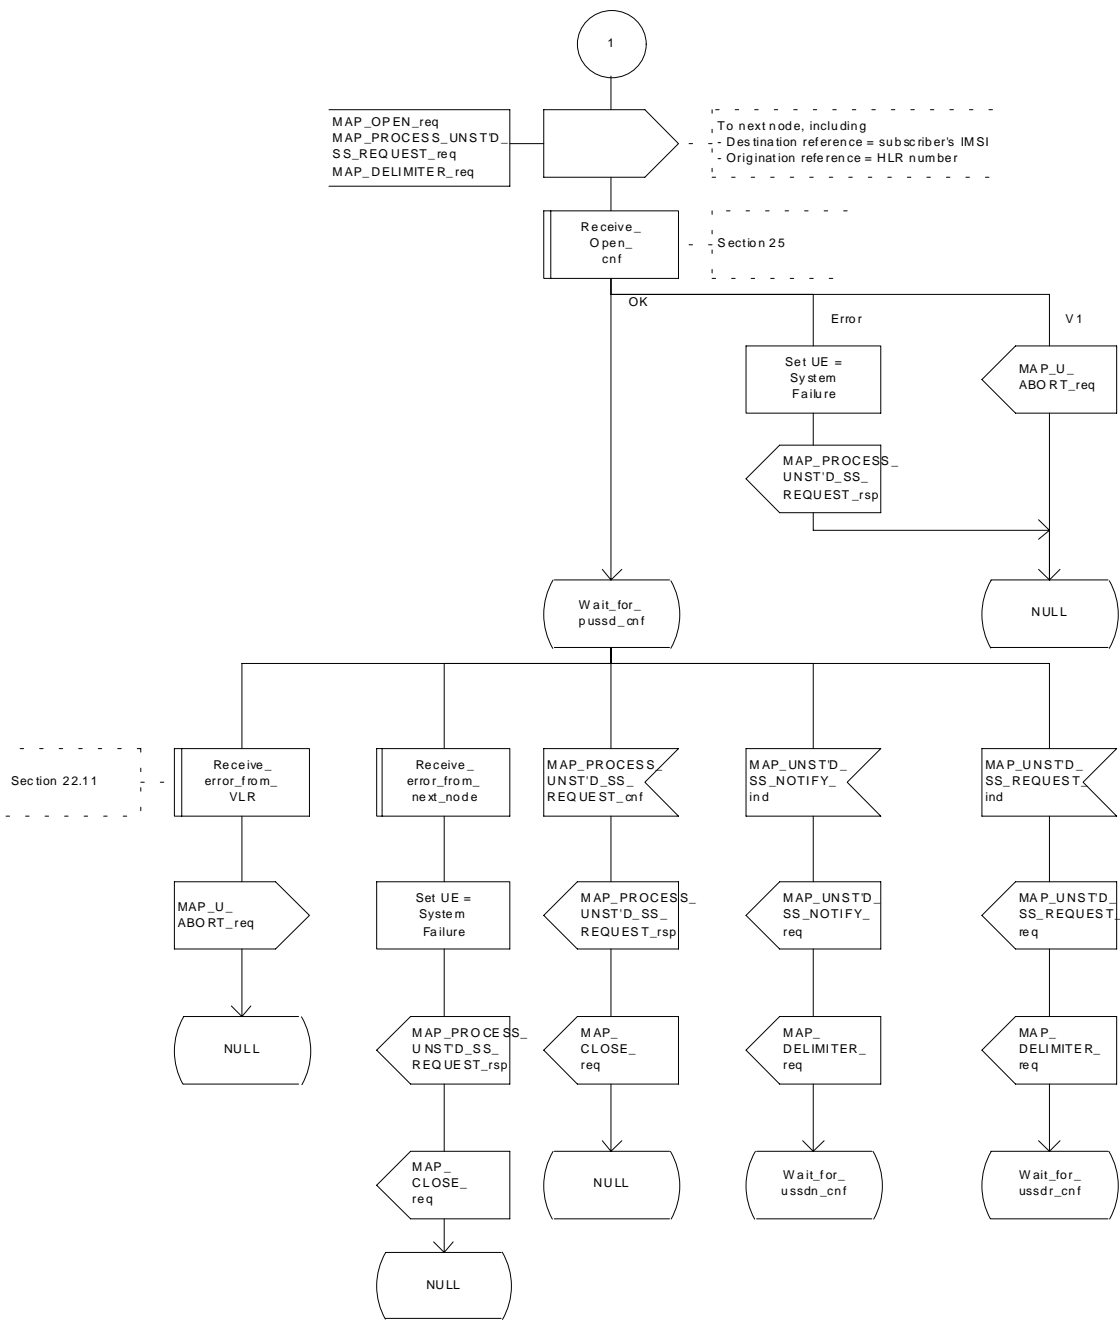 1
MAP_OPEN_req
MAP_PROCESS_UNST'D_
SS_REQUEST_req
MAP_DELIMITER_req
To next node, including
- Destination reference = subscriber's IMSI
- Origination reference = HLR number
Receive_
Open_
cnf
Section 25
OK
Error
V1
Set UE =
System
Failure
MAP_U_
ABORT_req
MAP_PROCESS_
UNST'D_SS_
REQUEST_rsp
Wait_for_
pussd_cnf
NULL
Section 22.11
Receive_
error_from_
VLR
Receive_
error_from_
next_node
MAP_PROCESS_
UNST'D_SS_
REQUEST_cnf
MAP_UNST'D_
SS_NOTIFY_
ind
MAP_UNST'D_
SS_REQUEST_
ind
MAP_U_
ABORT_req
Set UE =
System
Failure
MAP_PROCESS_
UNST'D_SS_
REQUEST_rsp
MAP_UNST'D_
SS_NOTIFY_
req
MAP_UNST'D_
SS_REQUEST_
req
NULL
MAP_PROCESS_
UNST'D_SS_
REQUEST_rsp
MAP_
CLOSE_
req
MAP_
DELIMITER_
req
MAP_
DELIMITER_
req
MAP_
CLOSE_
req
NULL
Wait_for_
ussdn_cnf
Wait_for_
ussdr_cnf
NULL